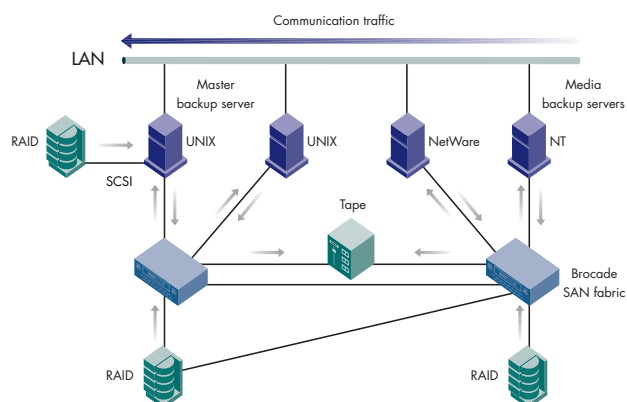 Communication traffic
LAN
Master
backup server
Media
backup servers
RAID
UNIX
UNIX
NetWare
NT
SCSI
Tape
Brocade
SAN fabric
RAID
RAID